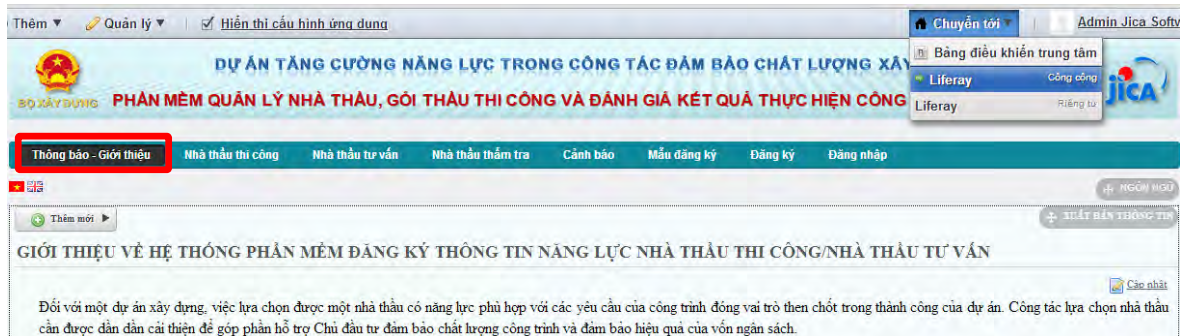 Thêm ▼ Quản lý ▼ Hiển thị cấu hình ứng dụng Chuyển tới ▼ Admin Jica Softw
Bảng điều khiển trung tâm
Liferay Công cộng
Liferay Riêng tư
BỘ XÂY DỰNG
DỰ ÁN TĂNG CƯỜNG NĂNG LỰC TRONG CÔNG TÁC ĐẢM BẢO CHẤT LƯỢNG XÂY
PHẦN MỀM QUẢN LÝ NHÀ THẦU, GÓI THẦU THI CÔNG VÀ ĐÁNH GIÁ KẾT QUẢ THỰC HIỆN CÔNG
jica
Thông báo - Giới thiệu Nhà thầu thi công Nhà thầu tư vấn Nhà thầu thẩm tra Cảnh báo Mẫu đăng ký Đăng ký Đăng nhập
NGÔN NGỮ
Thêm mới XUẤT BẢN THÔNG TIN
GIỚI THIỆU VỀ HỆ THỐNG PHẦN MỀM ĐĂNG KÝ THÔNG TIN NĂNG LỰC NHÀ THẦU THI CÔNG/NHÀ THẦU TƯ VẤN
Cập nhật
Đối với một dự án xây dựng, việc lựa chọn được một nhà thầu có năng lực phù hợp với các yêu cầu của công trình đóng vai trò then chốt trong thành công của dự án. Công tác lựa chọn nhà thầu
cần được dần dần cải thiện để góp phần hỗ trợ Chủ đầu tư đảm bảo chất lượng công trình và đảm bảo hiệu quả của vốn ngân sách.